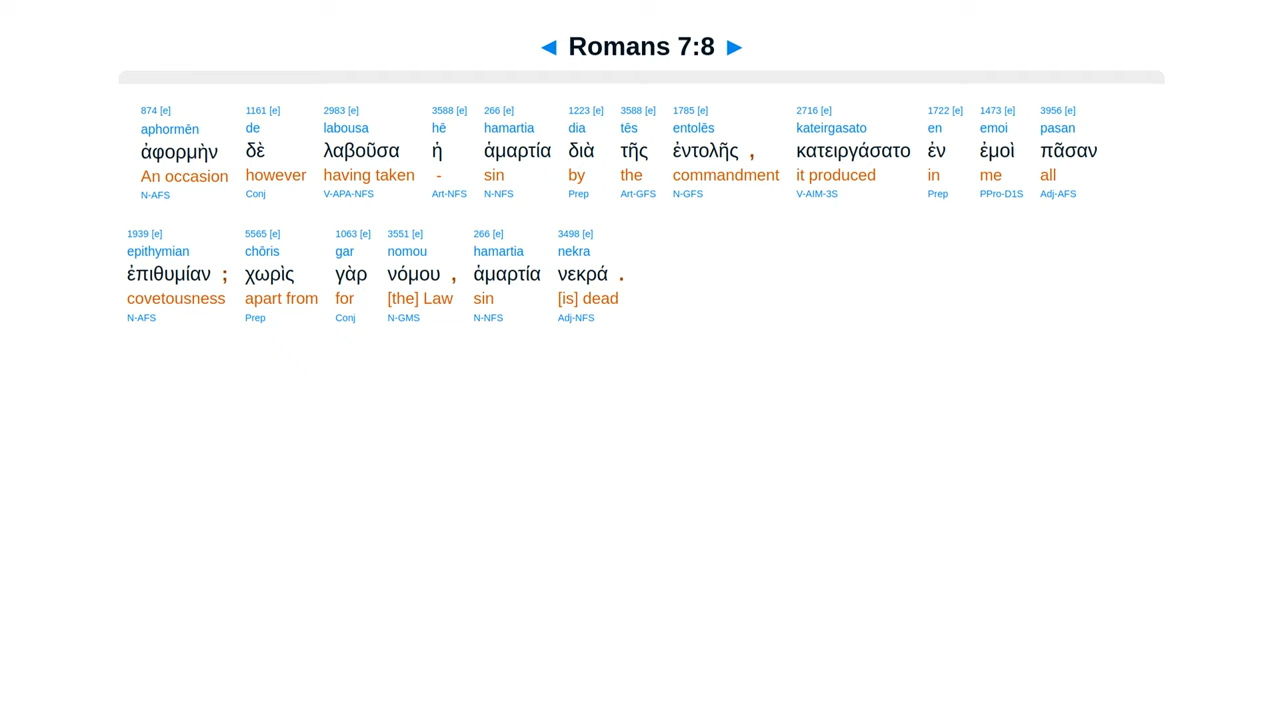 ◄ Romans 7:8 ►
874 [e] 1161 [e] 2983 [e] 3588 [e] 266 [e] 1223 [e] 3588 [e] 1785 [e] 2716 [e] 1722 [e] 1473 [e] 3956 [e]
aphormēn de labousa hē hamartia dia tēs entolēs kateirgasato en emoi pasan
ἀφορμὴν δὲ λαβοῦσα ἡ ἁμαρτία διὰ τῆς ἐντολῆς , κατειργάσατο ἐν ἐμοὶ πᾶσαν
An occasion however having taken - sin by the commandment it produced in me all
N-AFS Conj V-APA-NFS Art-NFS N-NFS Prep Art-GFS N-GFS V-AIM-3S Prep PPro-D1S Adj-AFS
1939 [e] 5565 [e] 1063 [e] 3551 [e] 266 [e] 3498 [e]
epithymian chōris gar nomou hamartia nekra
ἐπιθυμίαν ; χωρὶς γὰρ νόμου , ἁμαρτία νεκρά .
covetousness apart from for [the] Law sin [is] dead
N-AFS Prep Conj N-GMS N-NFS Adj-NFS